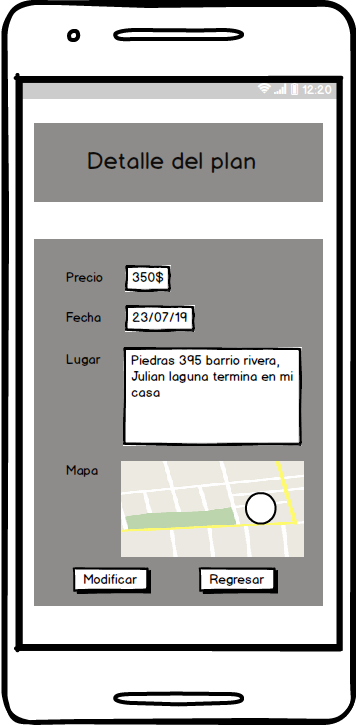 12:20
Detalle del plan
Precio 350$
Fecha 23/07/19
Lugar Piedras 395 barrio rivera,
Julian laguna termina en mi
casa
Mapa
Modificar Regresar